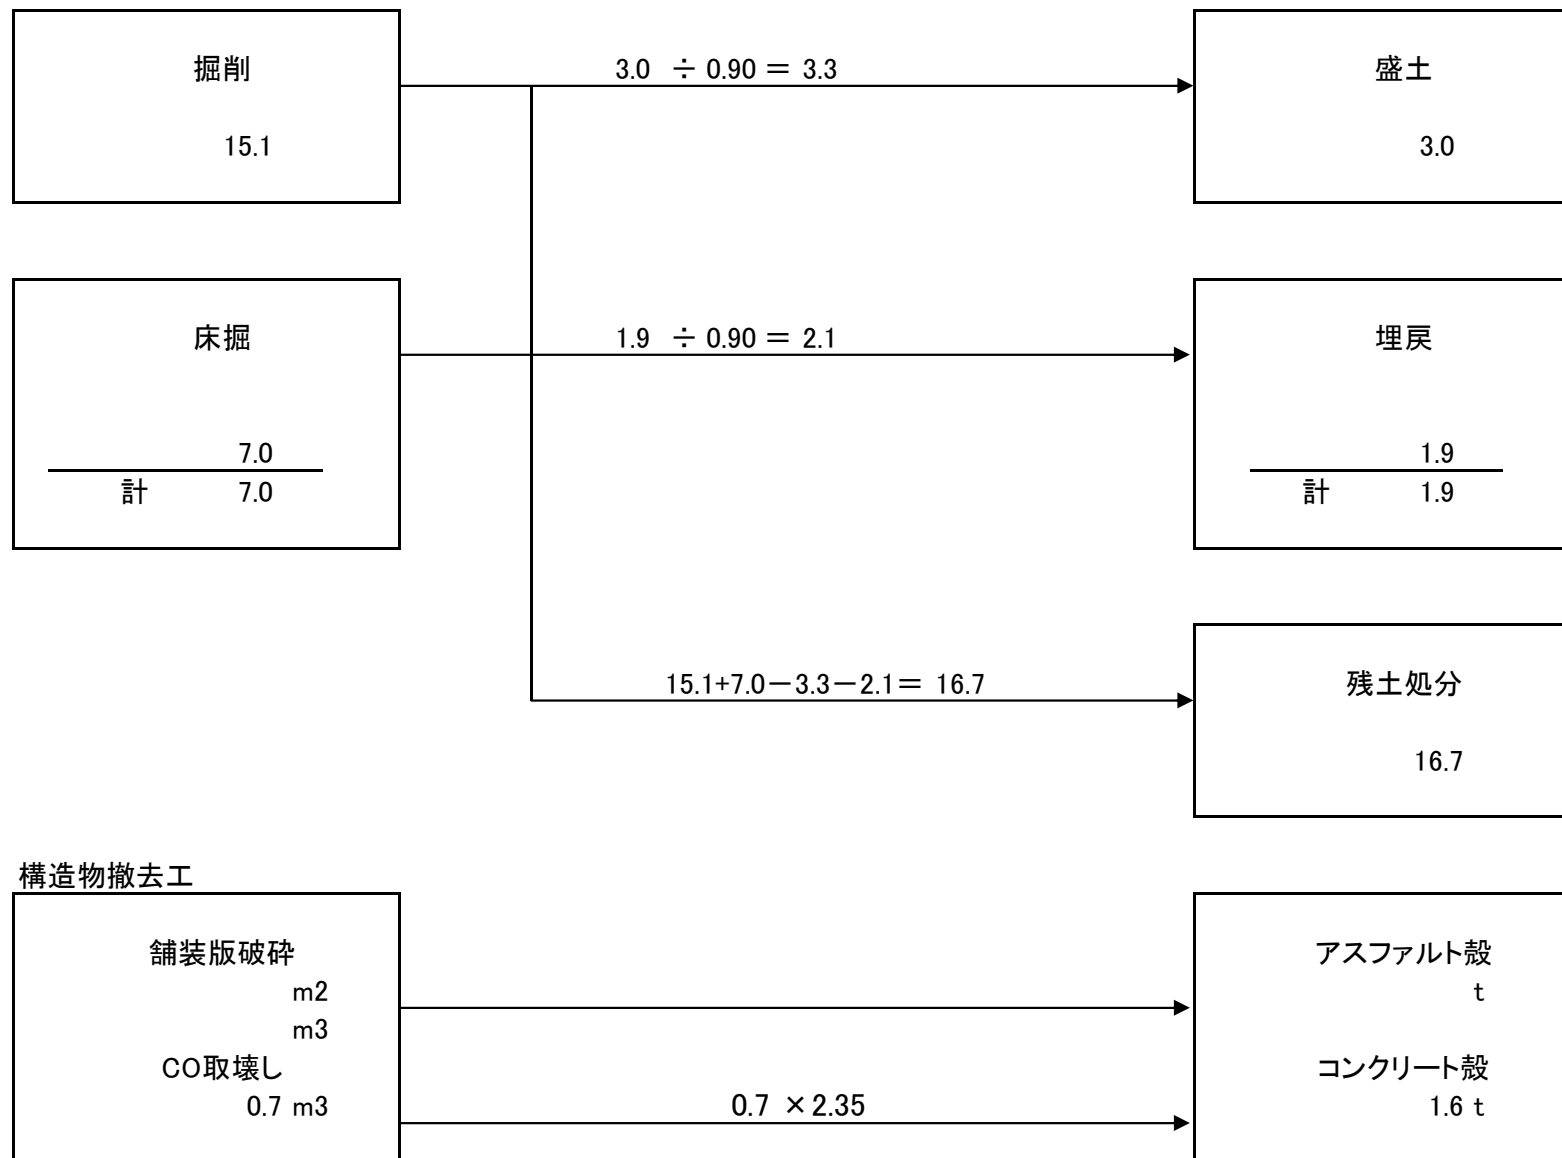 掘削
3.0 ÷ 0.90 = 3.3
盛土
15.1
3.0
床掘
1.9 ÷ 0.90 = 2.1
埋戻
7.0
1.9
計 7.0
計 1.9
15.1+7.0-3.3-2.1= 16.7
残土処分
16.7
構造物撤去工
舗装版破砕
アスファルト殻
m2
t
m3
CO取壊し
コンクリート殻
0.7 m3
0.7 ×2.35
1.6 t